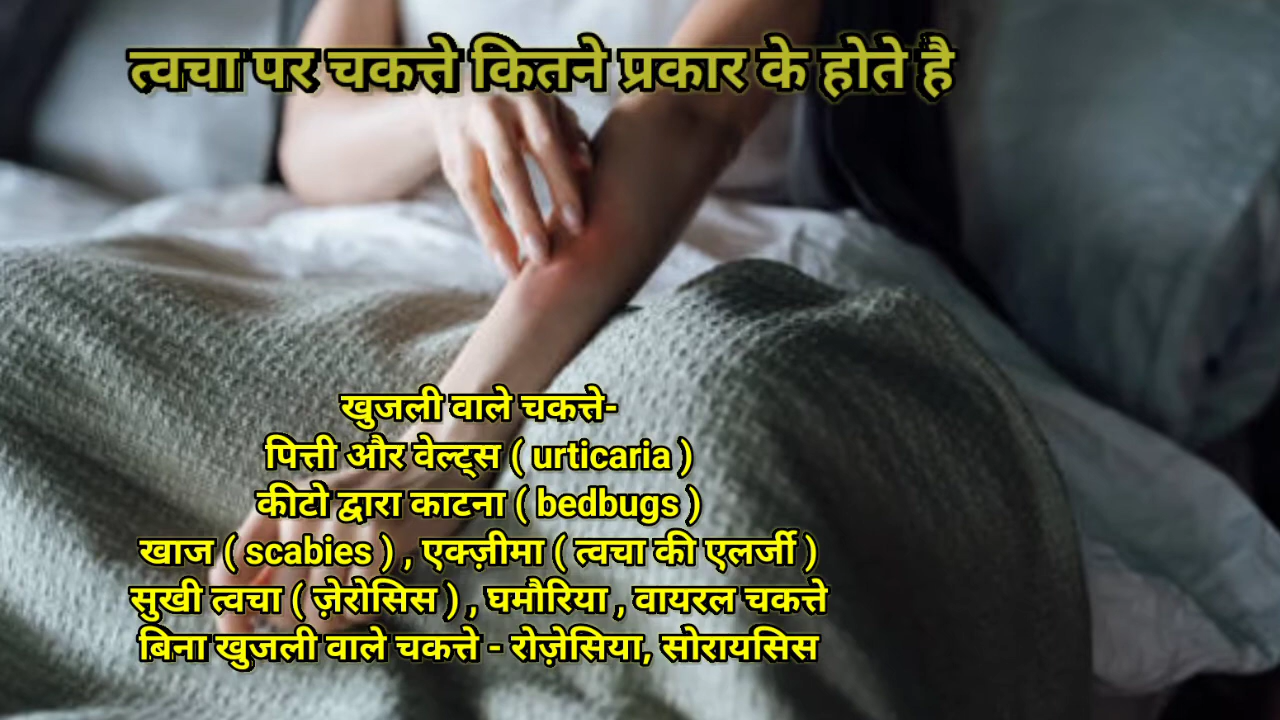 त्वचा पर चकत्ते कितने प्रकार के होते है
खुजली वाले चकत्ते-
पित्ती और वेल्ट्स ( urticaria )
कीटो द्वारा काटना ( bedbugs )
खाज ( scabies ) , एक्ज़ीमा ( त्वचा की एलर्जी )
सुखी त्वचा ( ज़ेरोसिस ) , घमौरिया , वायरल चकत्ते
बिना खुजली वाले चकत्ते - रोज़ेसिया, सोरायसिस